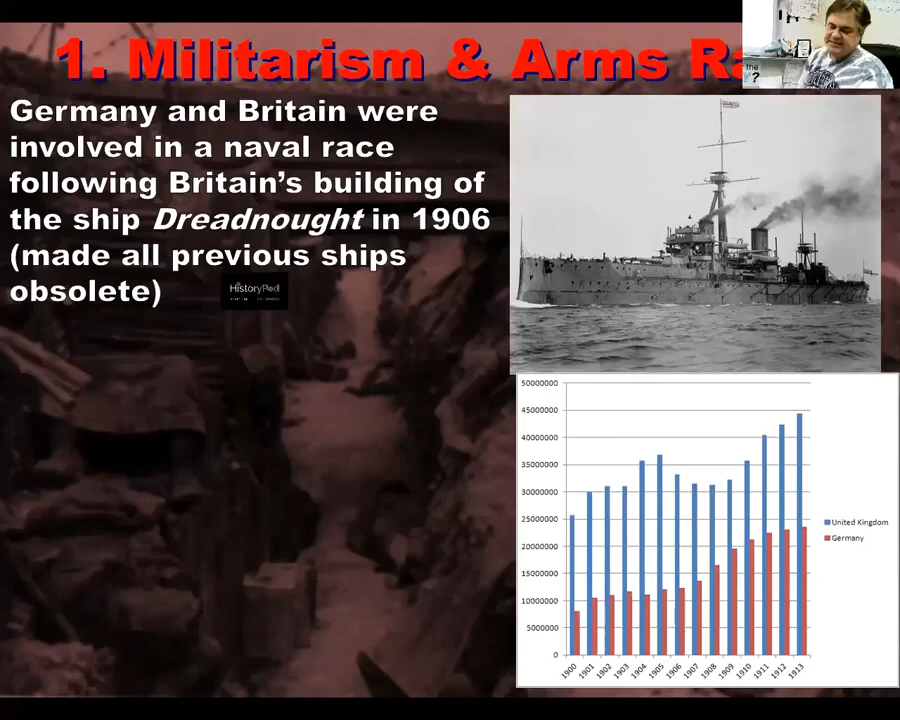 1. Militarism & Arms Ra
the
?
Germany and Britain were
involved in a naval race
following Britain's building of
the ship Dreadnought in 1906
(made all previous ships
obsolete)
HistoryPod
50000000
45000000
40000000
35000000
30000000
25000000
20000000
15000000
10000000
5000000
0
United Kingdom
Germany
1900 1901 1902 1903 1904 1905 1906 1907 1908 1909 1910 1911 1912 1913